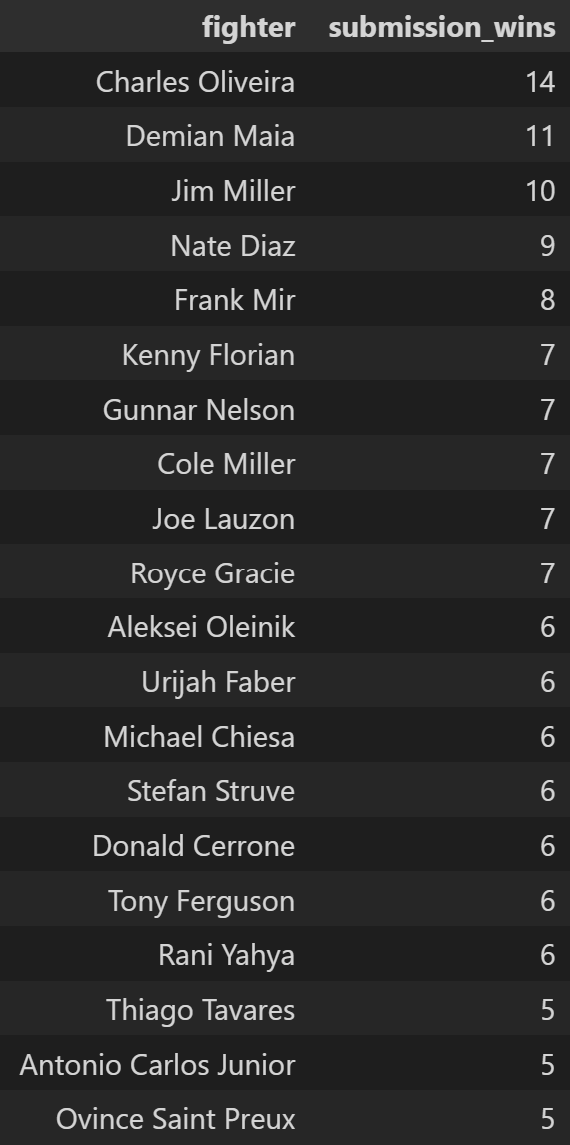 fighter submission_wins
Charles Oliveira 14
Demian Maia 11
Jim Miller 10
Nate Diaz 9
Frank Mir 8
Kenny Florian 7
Gunnar Nelson 7
Cole Miller 7
Joe Lauzon 7
Royce Gracie 7
Aleksei Oleinik 6
Urijah Faber 6
Michael Chiesa 6
Stefan Struve 6
Donald Cerrone 6
Tony Ferguson 6
Rani Yahya 6
Thiago Tavares 5
Antonio Carlos Junior 5
Ovince Saint Preux 5